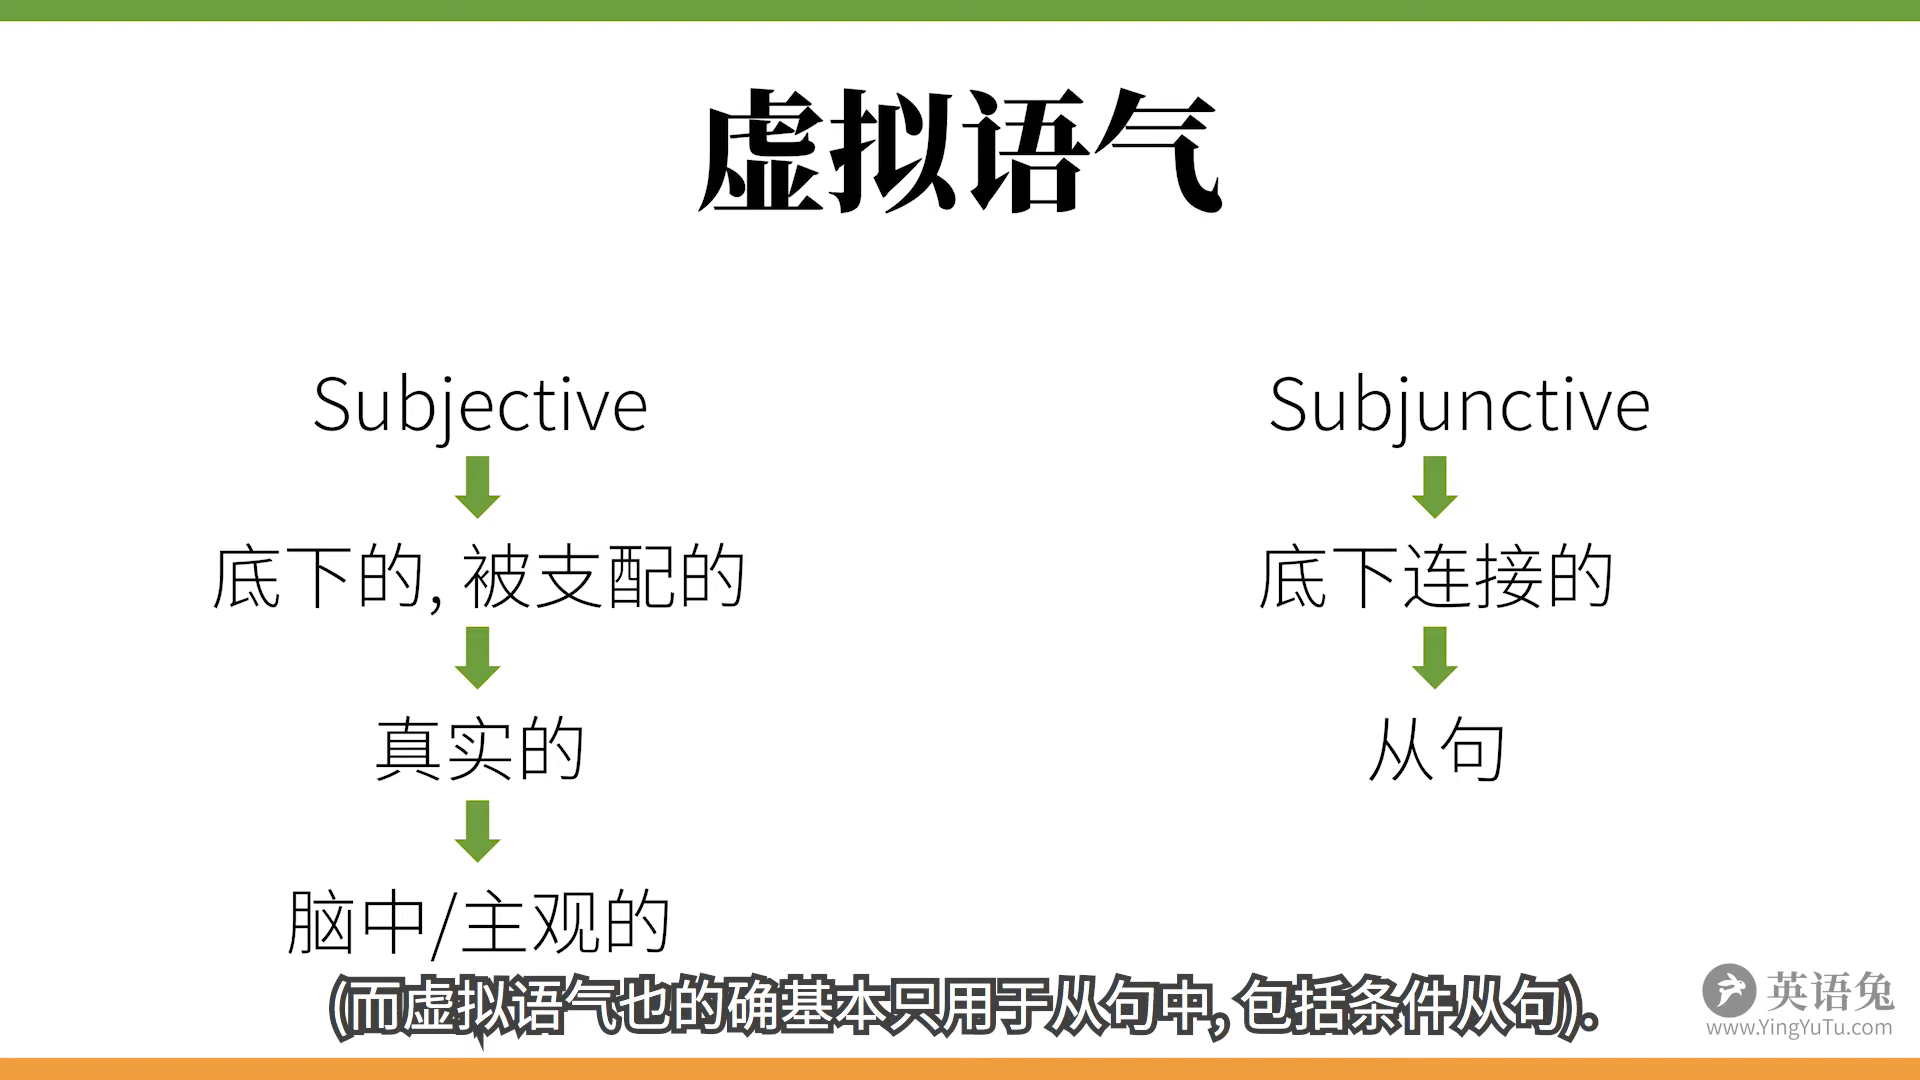 虚拟语气
Subjective
底下的, 被支配的
真实的
脑中/主观的
Subjunctive
底下连接的
从句
(而虚拟语气也的确基本只用于从句中, 包括条件从句).
英语兔
www.YingYuTu.com